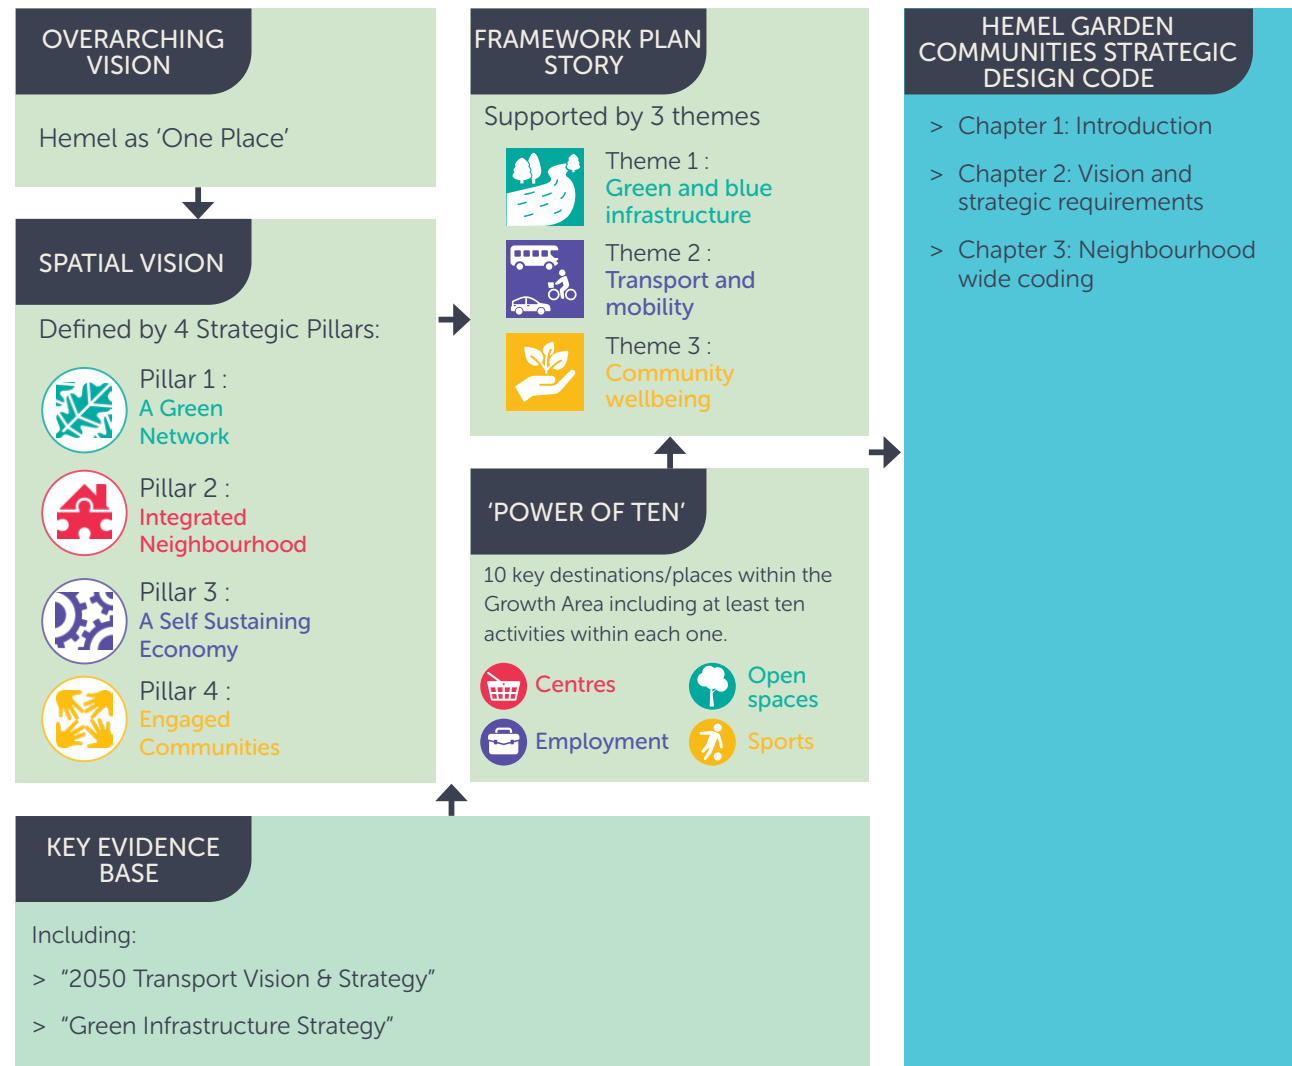 OVERARCHING
VISION
Hemel as ‘One Place’
SPATIAL VISION
Defined by 4 Strategic Pillars:
Pillar 1 :
A Green
Network
Pillar 2 :
Integrated
Neighbourhood
Pillar 3 :
A Self Sustaining
Economy
Pillar 4 :
Engaged
Communities
FRAMEWORK PLAN
STORY
Supported by 3 themes
Theme 1 :
Green and blue
infrastructure
Theme 2 :
Transport and
mobility
Theme 3 :
Community
wellbeing
‘POWER OF TEN’
10 key destinations/places within the
Growth Area including at least ten
activities within each one.
Centres
Open
spaces
Employment
Sports
KEY EVIDENCE
BASE
Including:
> “2050 Transport Vision & Strategy”
> “Green Infrastructure Strategy”
HEMEL GARDEN
COMMUNITIES STRATEGIC
DESIGN CODE
> Chapter 1: Introduction
> Chapter 2: Vision and
strategic requirements
> Chapter 3: Neighbourhood
wide coding